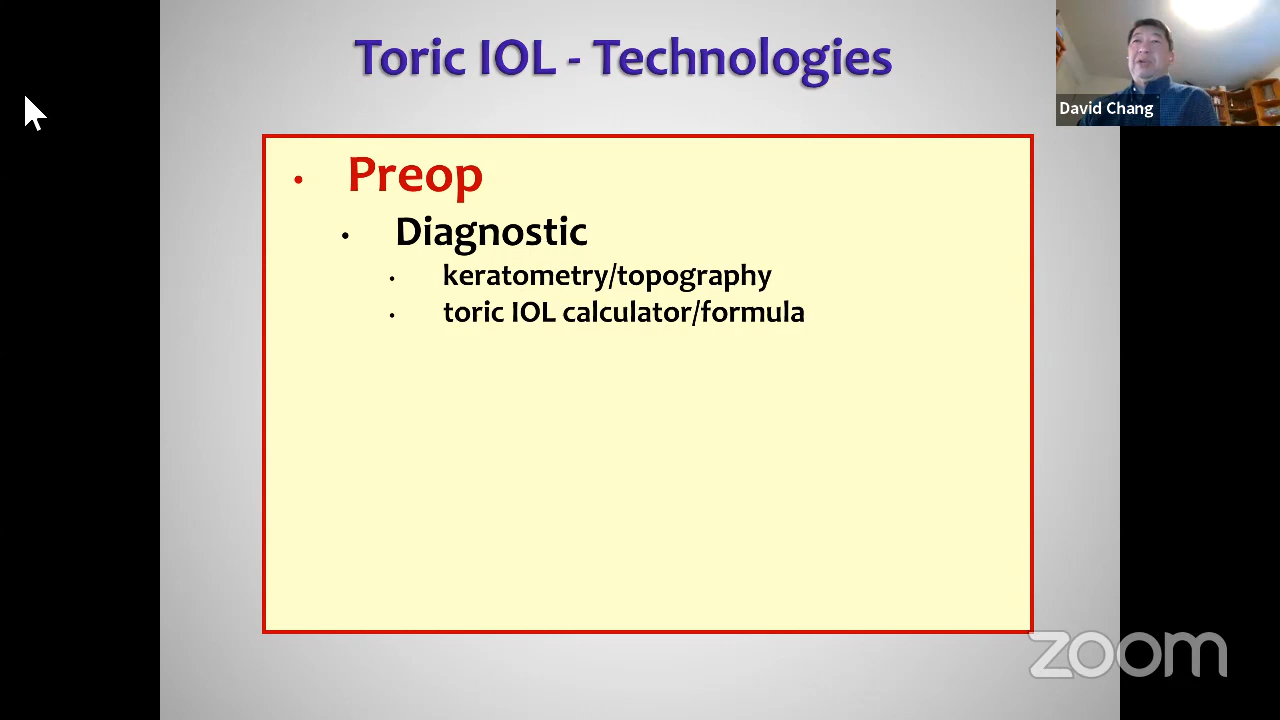 Toric IOL - Technologies
David Chang
• Preop
• Diagnostic
• keratometry/topography
• toric IOL calculator/formula
zoom